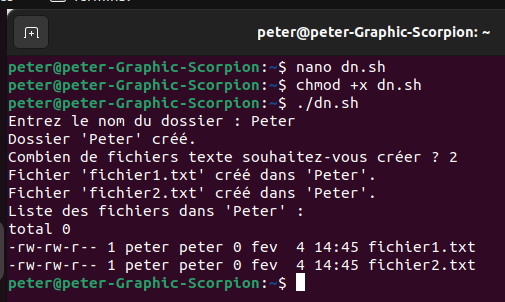 peter@peter-Graphic-Scorpion: ~
peter@peter-Graphic-Scorpion:~$ nano dn.sh
peter@peter-Graphic-Scorpion:~$ chmod +x dn.sh
peter@peter-Graphic-Scorpion:~$ ./dn.sh
Entrez le nom du dossier : Peter
Dossier 'Peter' créé.
Combien de fichiers texte souhaitez-vous créer ? 2
Fichier 'fichier1.txt' créé dans 'Peter'.
Fichier 'fichier2.txt' créé dans 'Peter'.
Liste des fichiers dans 'Peter' :
total 0
-rw-rw-r-- 1 peter peter 0 fev  4 14:45 fichier1.txt
-rw-rw-r-- 1 peter peter 0 fev  4 14:45 fichier2.txt
peter@peter-Graphic-Scorpion:~$